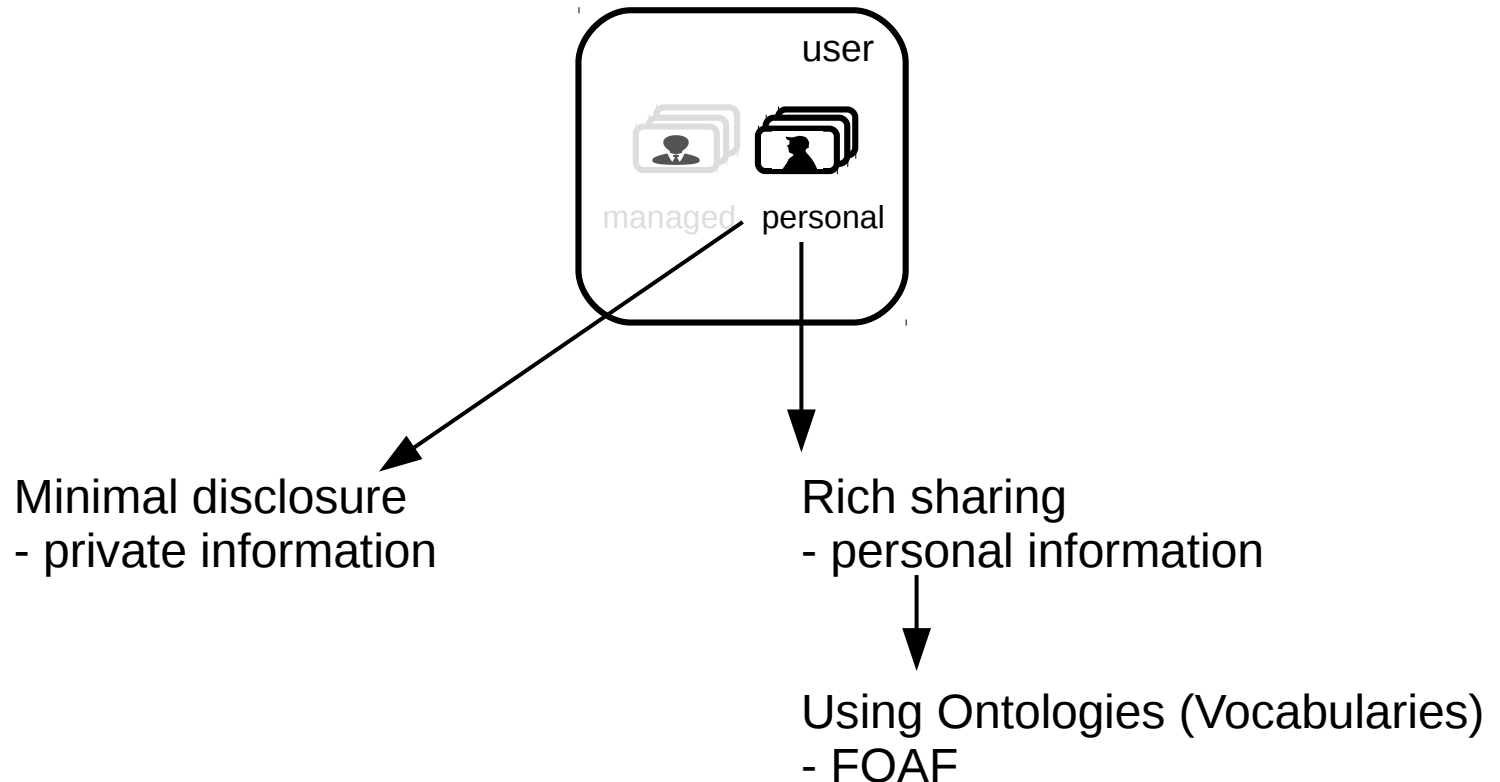 user
managed
personal
Minimal disclosure
- private information
Rich sharing
- personal information
Using Ontologies (Vocabularies)
- FOAF